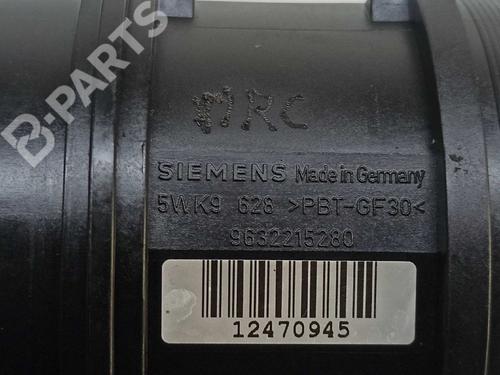 B-PARTS
MRC
SIEMENS Made in Germany
5WK9 628 >PBT-GF30<
9632215280
12470945